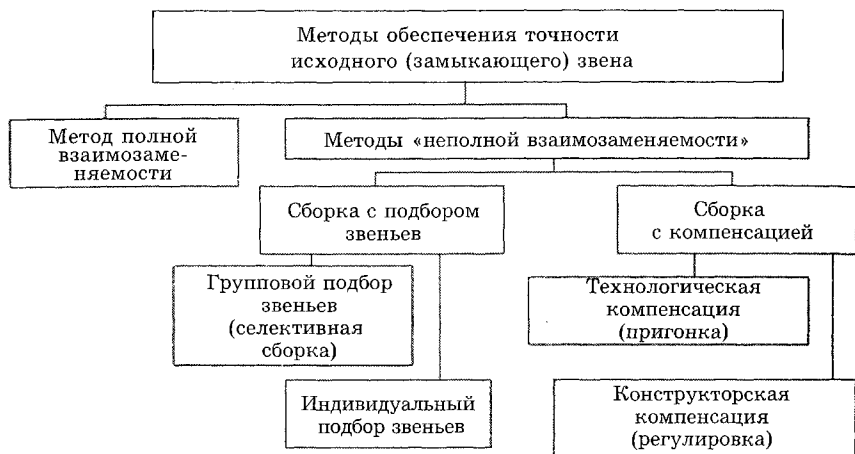 Методы обеспечения точности
исходного (замыкающего) звена
Метод полной
взаимозаме-
няемости
Методы «неполной взаимозаменяемости»
Сборка с подбором
звеньев
Сборка
с компенсацией
Групповой подбор
звеньев
(селективная
сборка)
Технологическая
компенсация
(пригонка)
Индивидуальный
подбор звеньев
Конструкторская
компенсация
(регулировка)